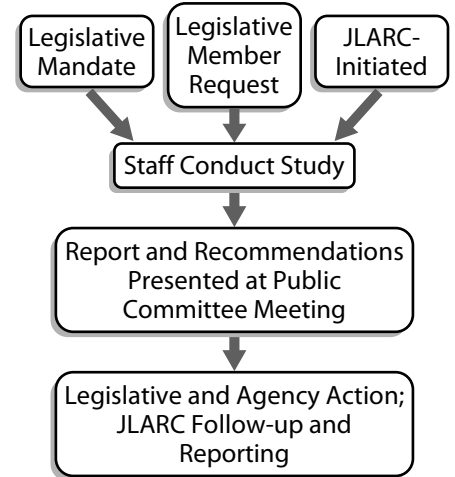 Legislative
Mandate
Legislative
Member
Request
JLARC-
Initiated
Staff Conduct Study
Report and Recommendations
Presented at Public
Committee Meeting
Legislative and Agency Action;
JLARC Follow-up and
Reporting